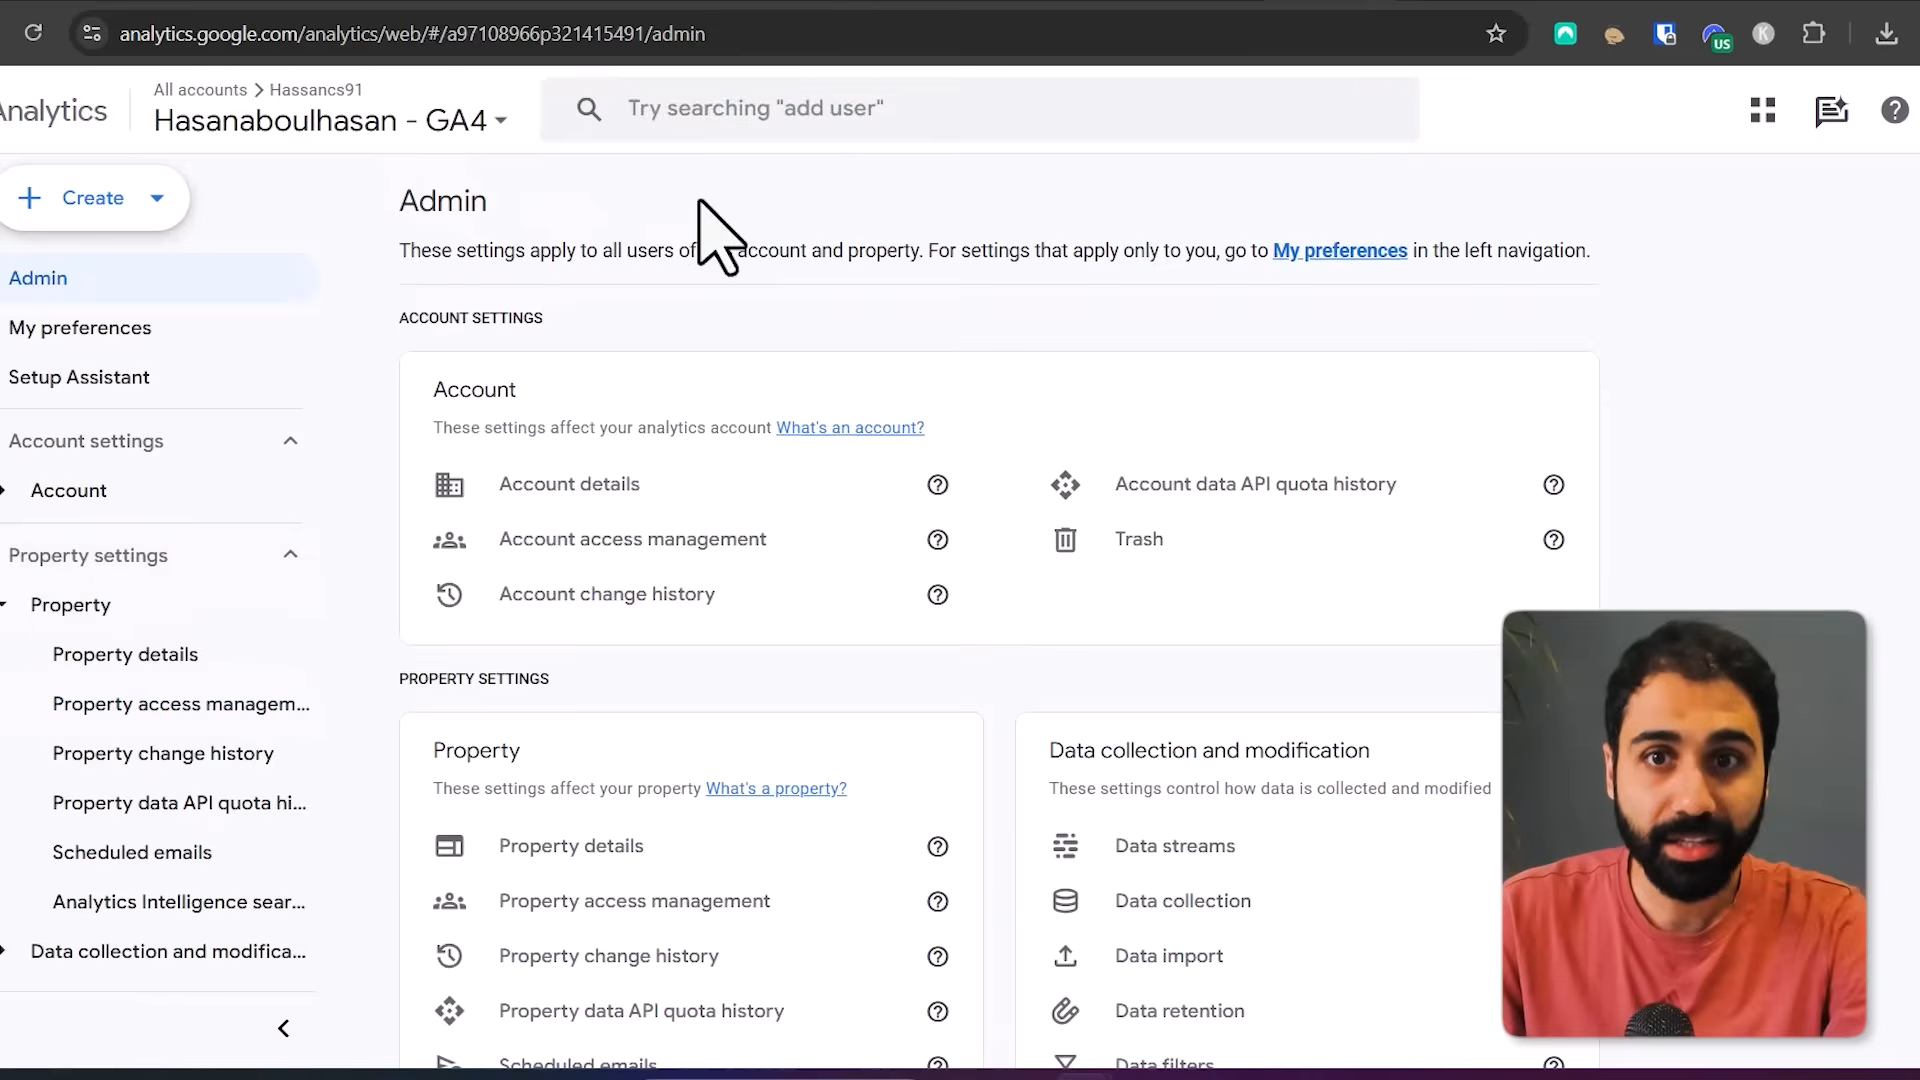 analytics.google.com/analytics/web/#/a97108966p321415491/admin
US
K
Analytics
All accounts > Hassancs91
Hasanaboulhasan - GA4
Try searching "add user"
Create
Admin
My preferences
Setup Assistant
Account settings
Account
Property settings
Property
Property details
Property access managem...
Property change history
Property data API quota hi...
Scheduled emails
Analytics Intelligence sear...
Data collection and modifica...
Admin
These settings apply to all users of account and property. For settings that apply only to you, go to My preferences in the left navigation.
ACCOUNT SETTINGS
Account
These settings affect your analytics account What's an account?
Account details
Account data API quota history
Account access management
Trash
Account change history
PROPERTY SETTINGS
Property
These settings affect your property What's a property?
Property details
Property access management
Property change history
Property data API quota history
Scheduled emails
Data collection and modification
These settings control how data is collected and modified
Data streams
Data collection
Data import
Data retention
Data filters